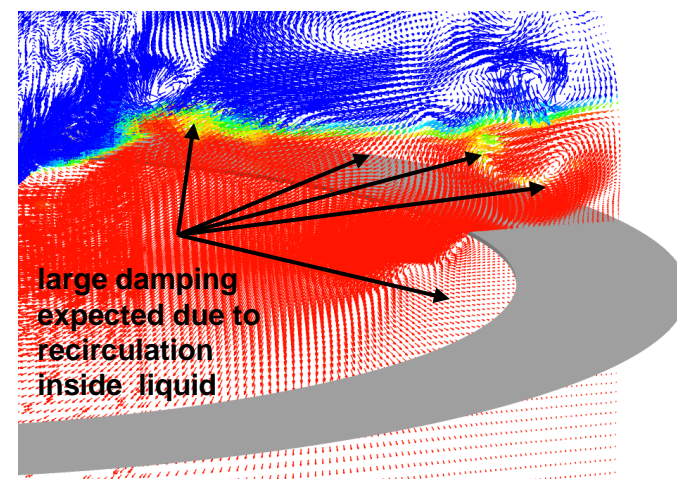 large damping
expected due to
recirculation
inside liquid